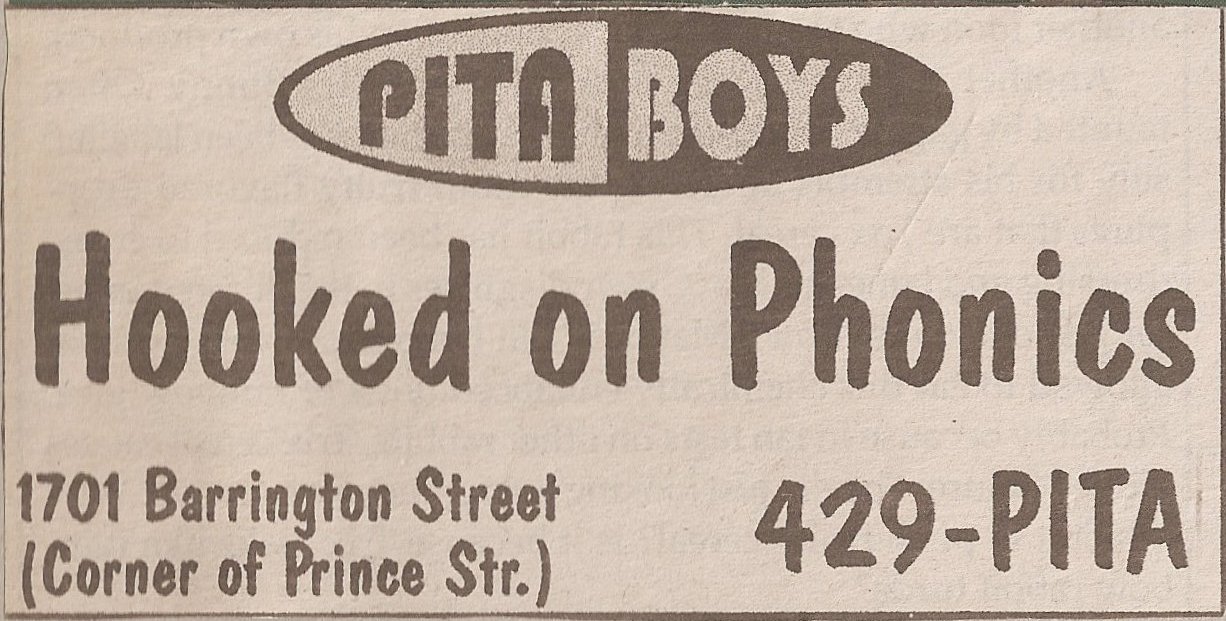 PITA BOYS
Hooked on Phonics
1701 Barrington Street
(Corner of Prince Str.)
429-PITA